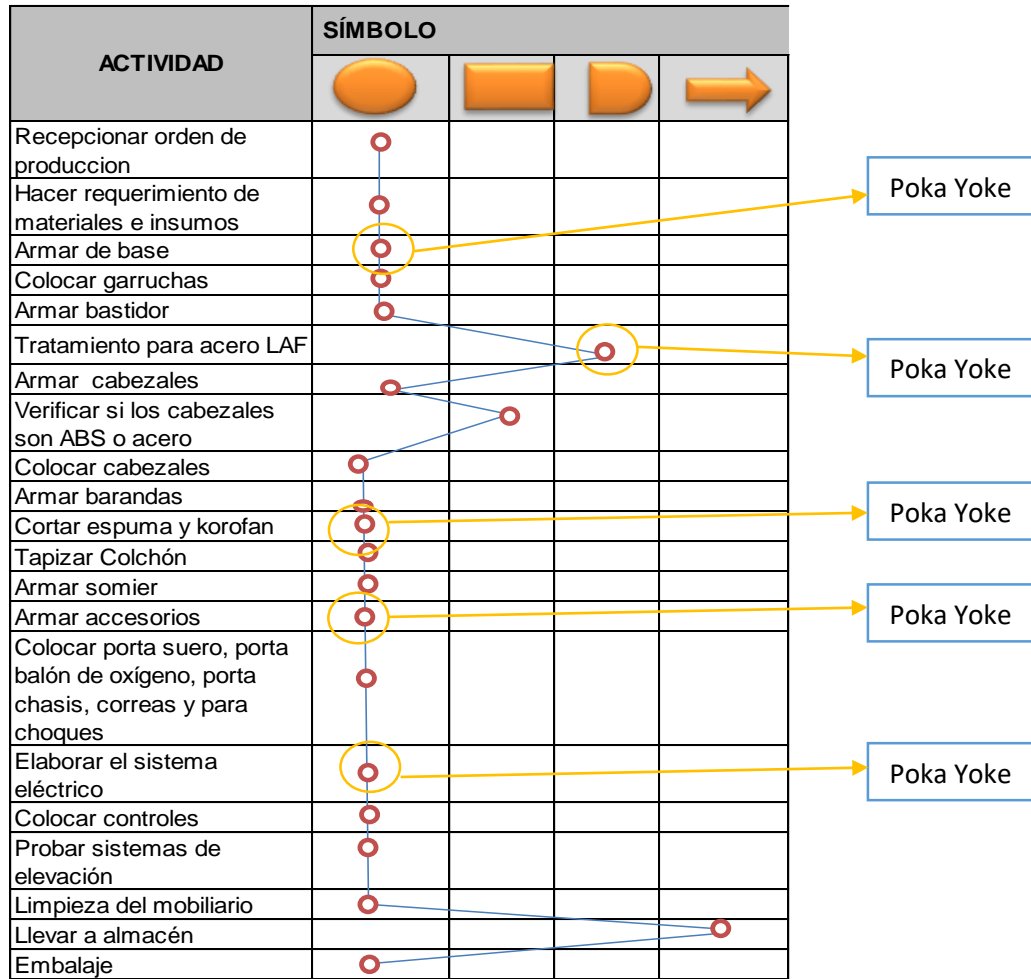 ACTIVIDAD
SÍMBOLO
Recepcionar orden de
produccion
Hacer requerimiento de
materiales e insumos
Armar de base
Colocar garruchas
Armar bastidor
Tratamiento para acero LAF
Armar cabezales
Verificar si los cabezales
son ABS o acero
Colocar cabezales
Armar barandas
Cortar espuma y korofan
Tapizar Colchón
Armar somier
Armar accesorios
Colocar porta suero, porta
balón de oxígeno, porta
chasis, correas y para
choques
Elaborar el sistema
eléctrico
Colocar controles
Probar sistemas de
elevación
Limpieza del mobiliario
Llevar a almacén
Embalaje
Poka Yoke
Poka Yoke
Poka Yoke
Poka Yoke
Poka Yoke